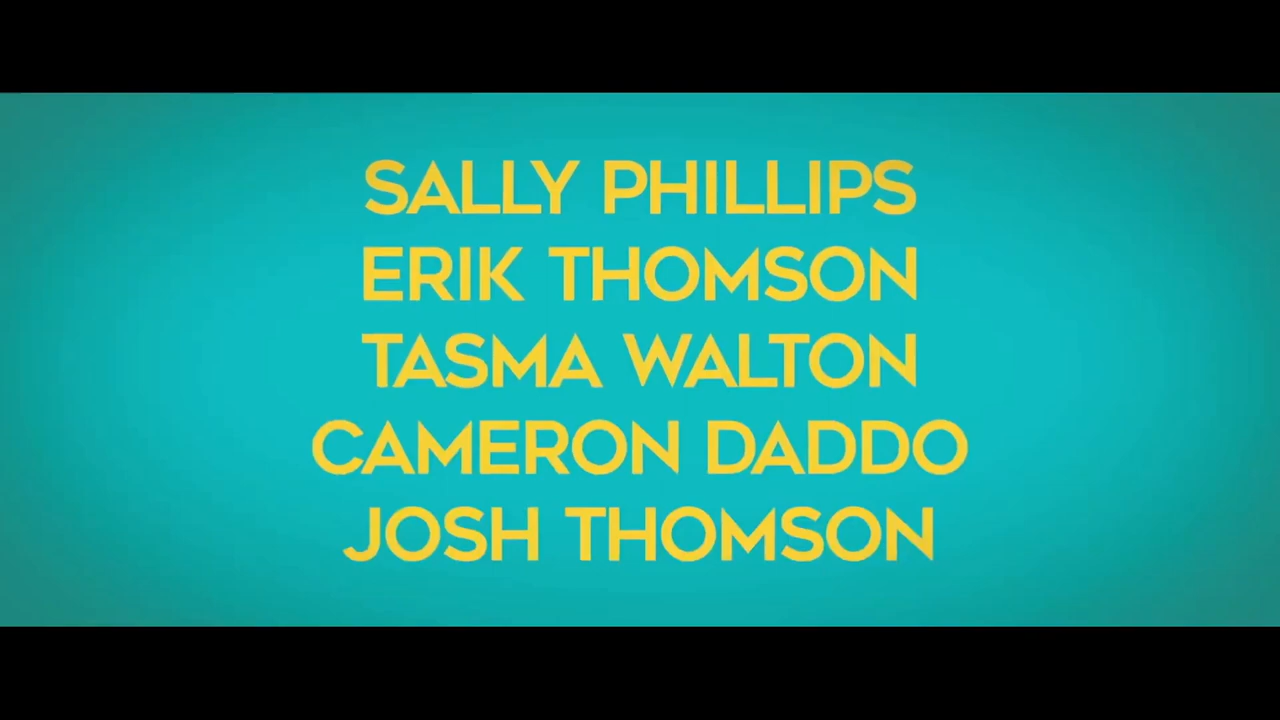 SALLY PHILLIPS
ERIK THOMSON
TASMA WALTON
CAMERON DADDO
JOSH THOMSON